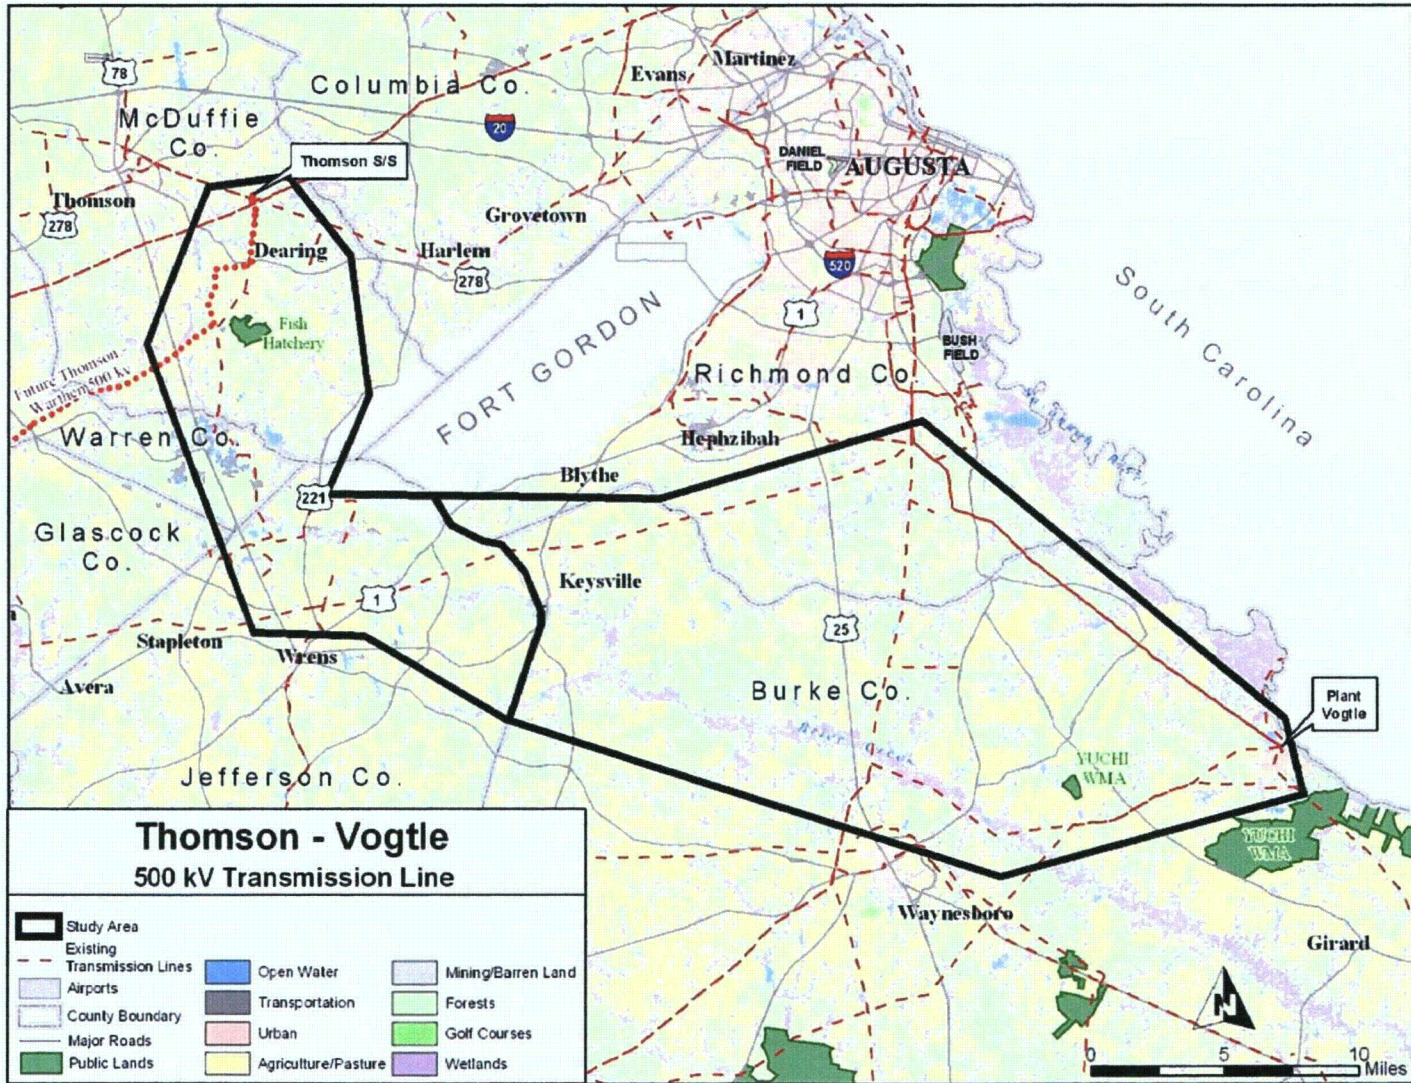 Martinez
Evans
78
Columbia Co.
McDuffie
Co.
20
Thomson S/S
DANIEL
FIELD
AUGUSTA
Thomson
278
Grovetown
Dearing
Harlem
278
520
South Carolina
1
Fish
Hatchery
BUSH
FIELD
FORT GORDON
Richmond Co.
Future Thomson -
Warthen 500 kv
Warren Co.
Hephzibah
Blythe
221
Glascock
Co.
Keysville
1
25
Stapleton
Wrens
Avera
Burke Co.
Plant
Vogtle
Jefferson Co.
YUCHI
WMA
YUCHI
WMA
Waynesboro
Girard
Thomson - Vogtle
500 kV Transmission Line
Study Area
Existing
Transmission Lines
Airports
County Boundary
Major Roads
Public Lands
Open Water
Transportation
Urban
Agriculture/Pasture
Mining/Barren Land
Forests
Golf Courses
Wetlands
N
0 5 10
Miles